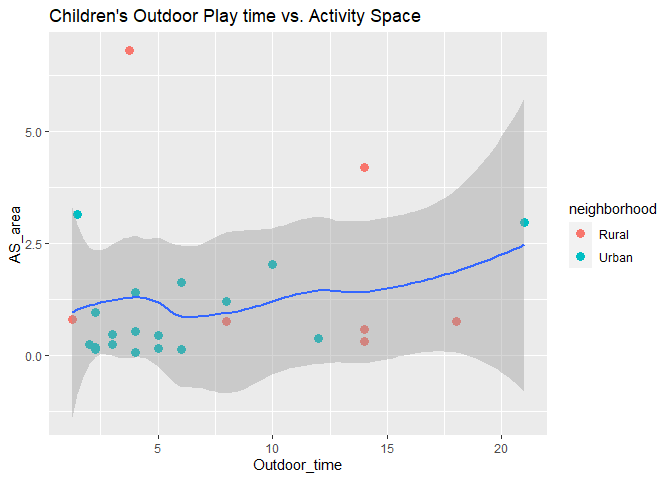 Children's Outdoor Play time vs. Activity Space
AS_area
5.0
2.5
0.0
5
10
15
20
Outdoor_time
neighborhood
Rural
Urban